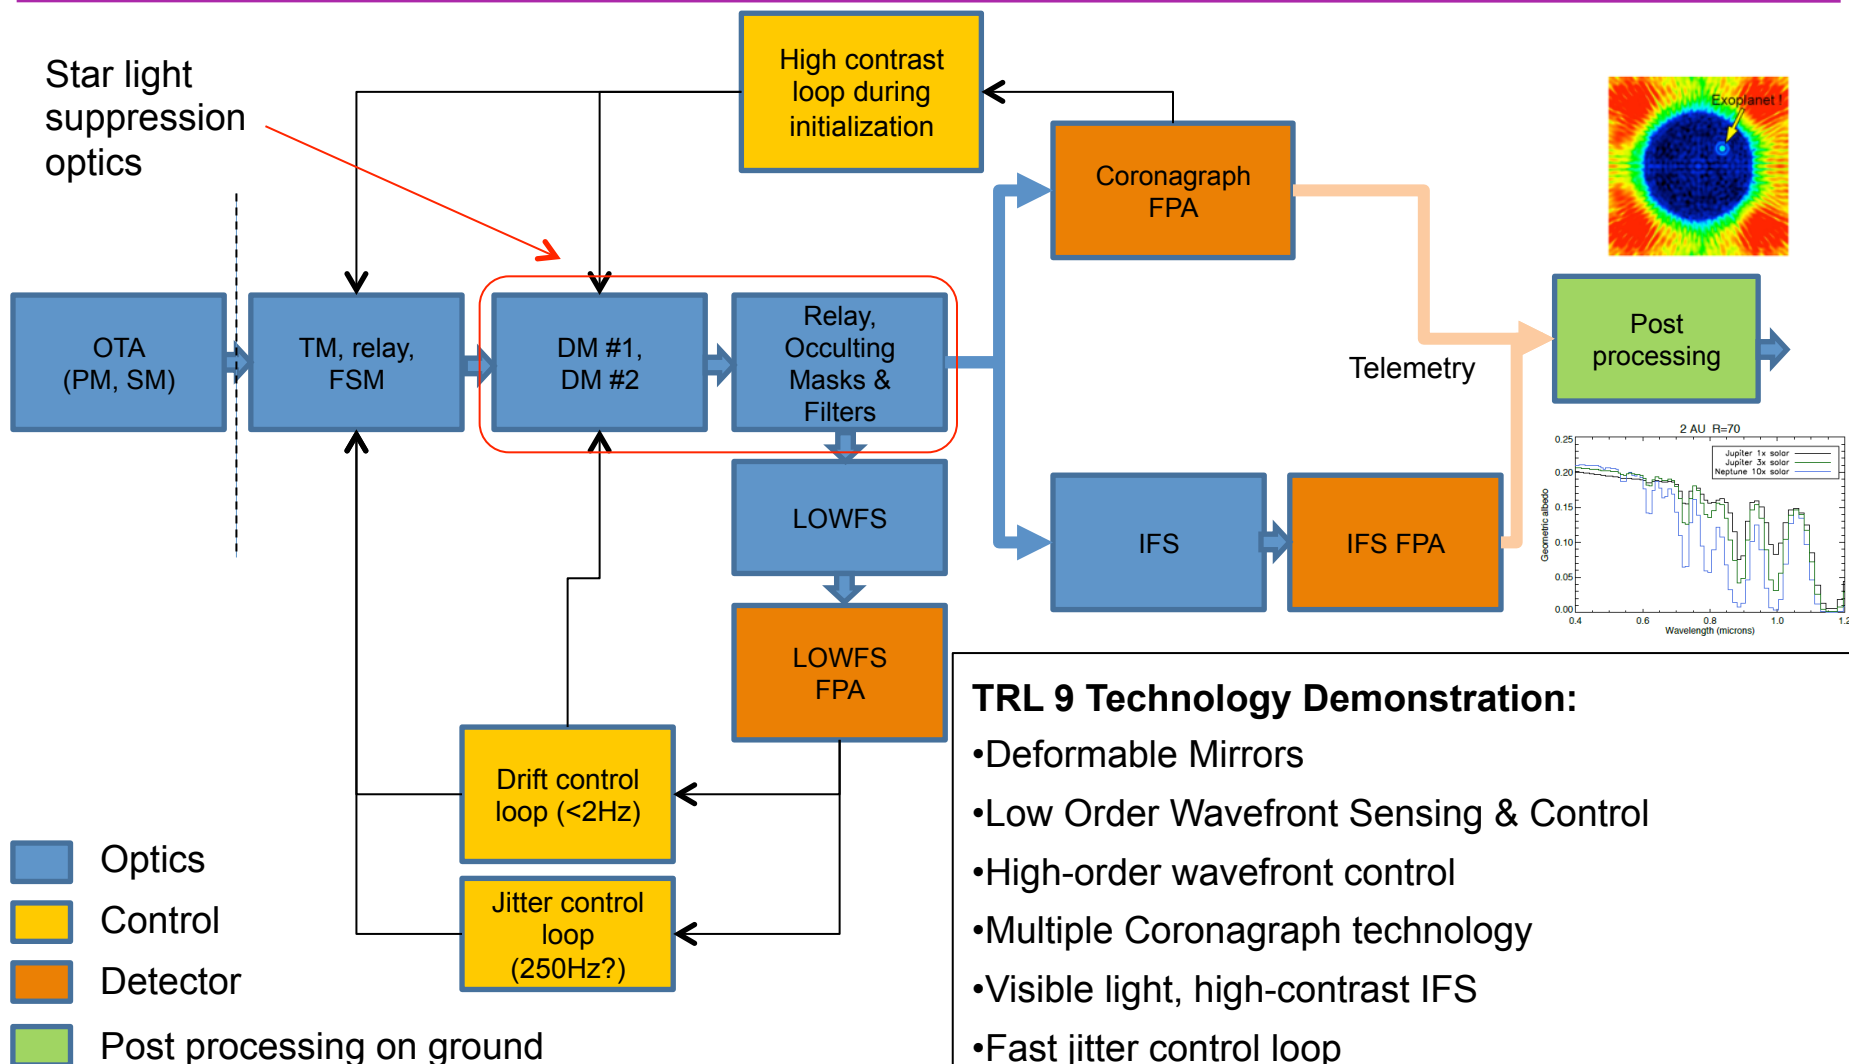 Star light
suppression
optics
High contrast
loop during
initialization
Exoplanet !
Coronagraph
FPA
OTA
(PM, SM)
TM, relay,
FSM
DM #1,
DM #2
Relay,
Occulting
Masks &
Filters
Telemetry
Post
processing
LOWFS
IFS
IFS FPA
2 AU R=70
Jupiter 1x solar
Jupiter 3x solar
Neptune 10x solar
Geometric albedo
0.25
0.20
0.15
0.10
0.05
0.00
0.4 0.6 0.8 1.0 1.2
Wavelength (microns)
LOWFS
FPA
Drift control
loop (<2Hz)
Jitter control
loop
(250Hz?)
Optics
Control
Detector
Post processing on ground
TRL 9 Technology Demonstration:
•Deformable Mirrors
•Low Order Wavefront Sensing & Control
•High-order wavefront control
•Multiple Coronagraph technology
•Visible light, high-contrast IFS
•Fast jitter control loop